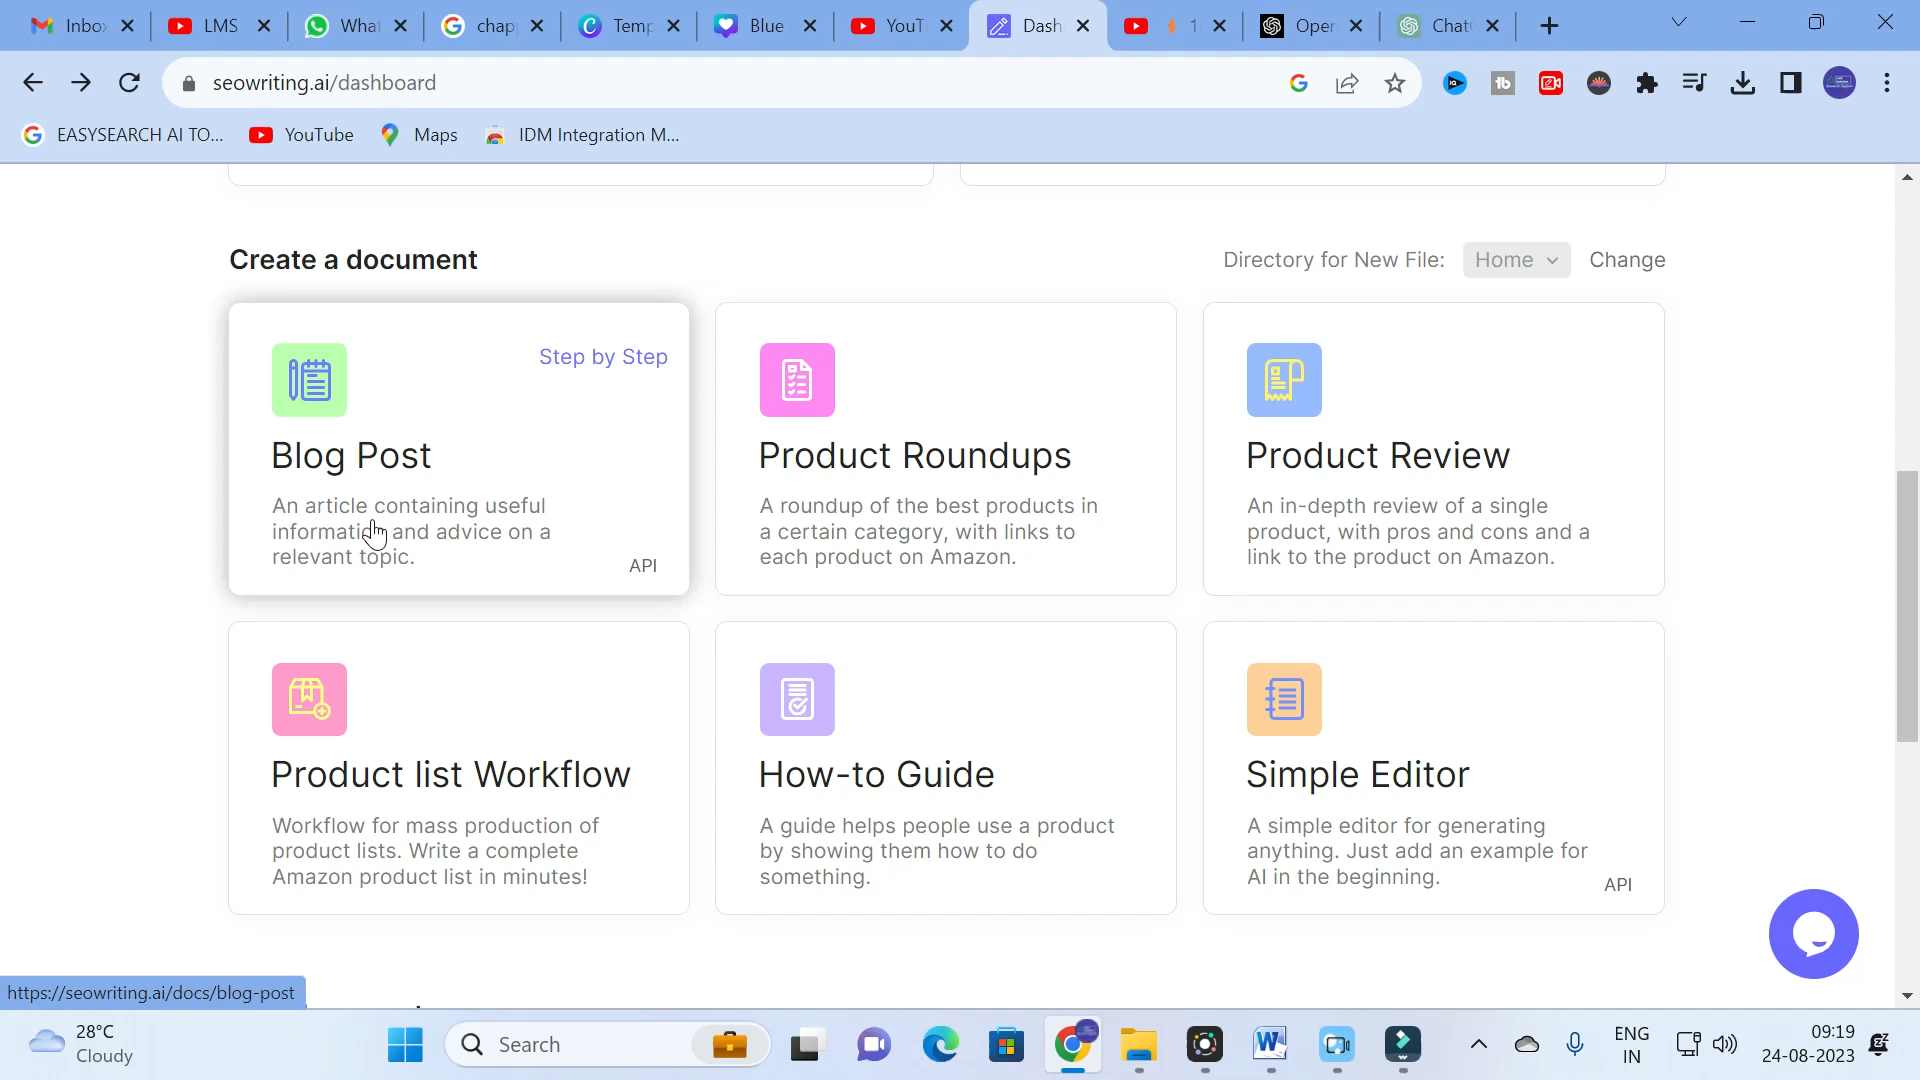 Inbo
LMS
What
chap
Temp
Blue
YouT
Dash
1
Oper
Chat
seowriting.ai/dashboard
EASYSEARCH AI TO...
YouTube
Maps
IDM Integration M...
Create a document
Directory for New File:
Home
Change
Step by Step
Blog Post
An article containing useful
information and advice on a
relevant topic.
API
Product Roundups
A roundup of the best products in
a certain category, with links to
each product on Amazon.
Product Review
An in-depth review of a single
product, with pros and cons and a
link to the product on Amazon.
Product list Workflow
Workflow for mass production of
product lists. Write a complete
Amazon product list in minutes!
How-to Guide
A guide helps people use a product
by showing them how to do
something.
Simple Editor
A simple editor for generating
anything. Just add an example for
AI in the beginning.
API
https://seowriting.ai/docs/blog-post
28°C
Cloudy
Search
ENG
IN
09:19
24-08-2023